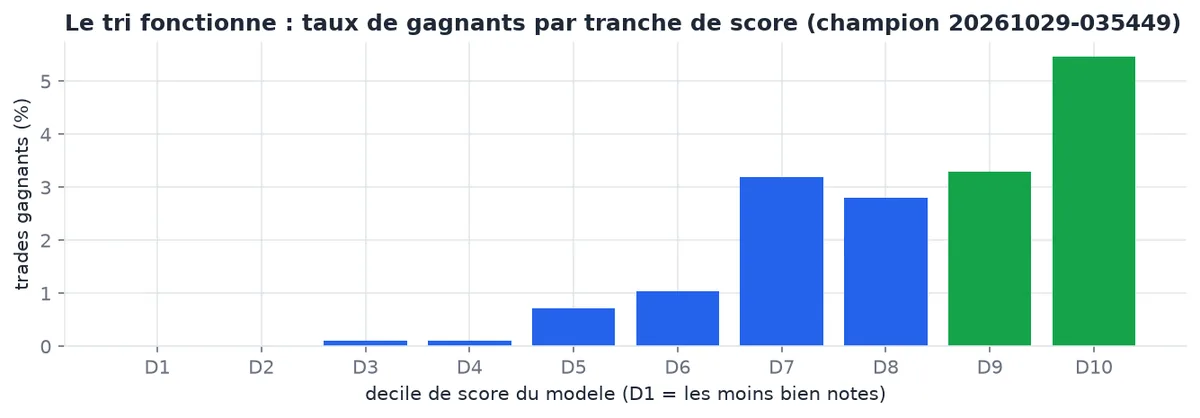 Le tri fonctionne : taux de gagnants par tranche de score (champion 20261029-035449)
trades gagnants (%)
5
4
3
2
1
0
D1 D2 D3 D4 D5 D6 D7 D8 D9 D10
decile de score du modele (D1 = les moins bien notes)